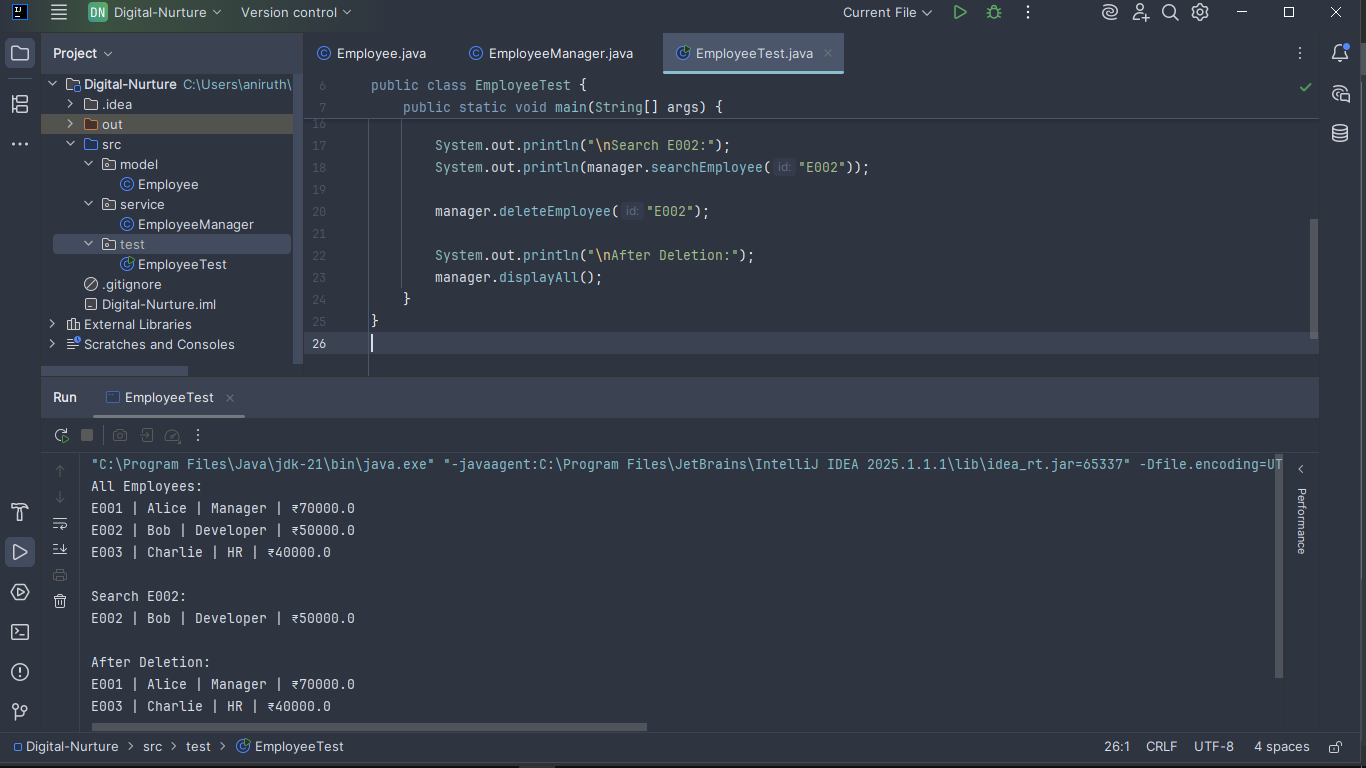 DN Digital-Nurture Version control Current File
Project
Employee.java EmployeeManager.java EmployeeTest.java
Digital-Nurture C:\Users\aniruth\
.idea
out
src
model
Employee
service
EmployeeManager
test
EmployeeTest
.gitignore
Digital-Nurture.iml
External Libraries
Scratches and Consoles
6 public class EmployeeTest {
7 public static void main(String[] args) {
16
17 System.out.println("\nSearch E002:");
18 System.out.println(manager.searchEmployee( id: "E002"));
19
20 manager.deleteEmployee( id: "E002");
21
22 System.out.println("\nAfter Deletion:");
23 manager.displayAll();
24 }
25 }
26
Run EmployeeTest
"C:\Program Files\Java\jdk-21\bin\java.exe" "-javaagent:C:\Program Files\JetBrains\IntelliJ IDEA 2025.1.1.1\lib\idea_rt.jar=65337" -Dfile.encoding=UT
All Employees:
E001 | Alice | Manager | ₹70000.0
E002 | Bob | Developer | ₹50000.0
E003 | Charlie | HR | ₹40000.0
Search E002:
E002 | Bob | Developer | ₹50000.0
After Deletion:
E001 | Alice | Manager | ₹70000.0
E003 | Charlie | HR | ₹40000.0
Performance
Digital-Nurture > src > test > EmployeeTest 26:1 CRLF UTF-8 4 spaces